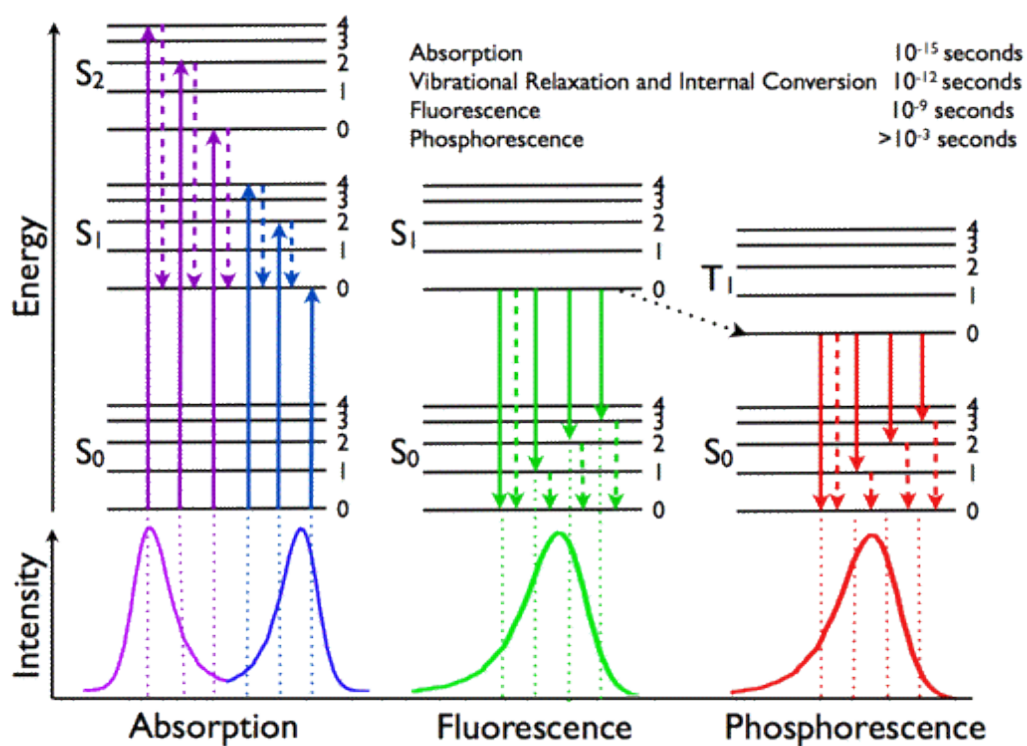 Absorption 10⁻¹⁵ seconds
Vibrational Relaxation and Internal Conversion 10⁻¹² seconds
Fluorescence 10⁻⁹ seconds
Phosphorescence >10⁻³ seconds
Energy
S₂
4
3
2
1
0
S₁
4
3
2
1
0
S₀
4
3
2
1
0
S₁
4
3
2
1
0
S₀
4
3
2
1
0
T₁
4
3
2
1
0
S₀
4
3
2
1
0
Intensity
Absorption
Fluorescence
Phosphorescence